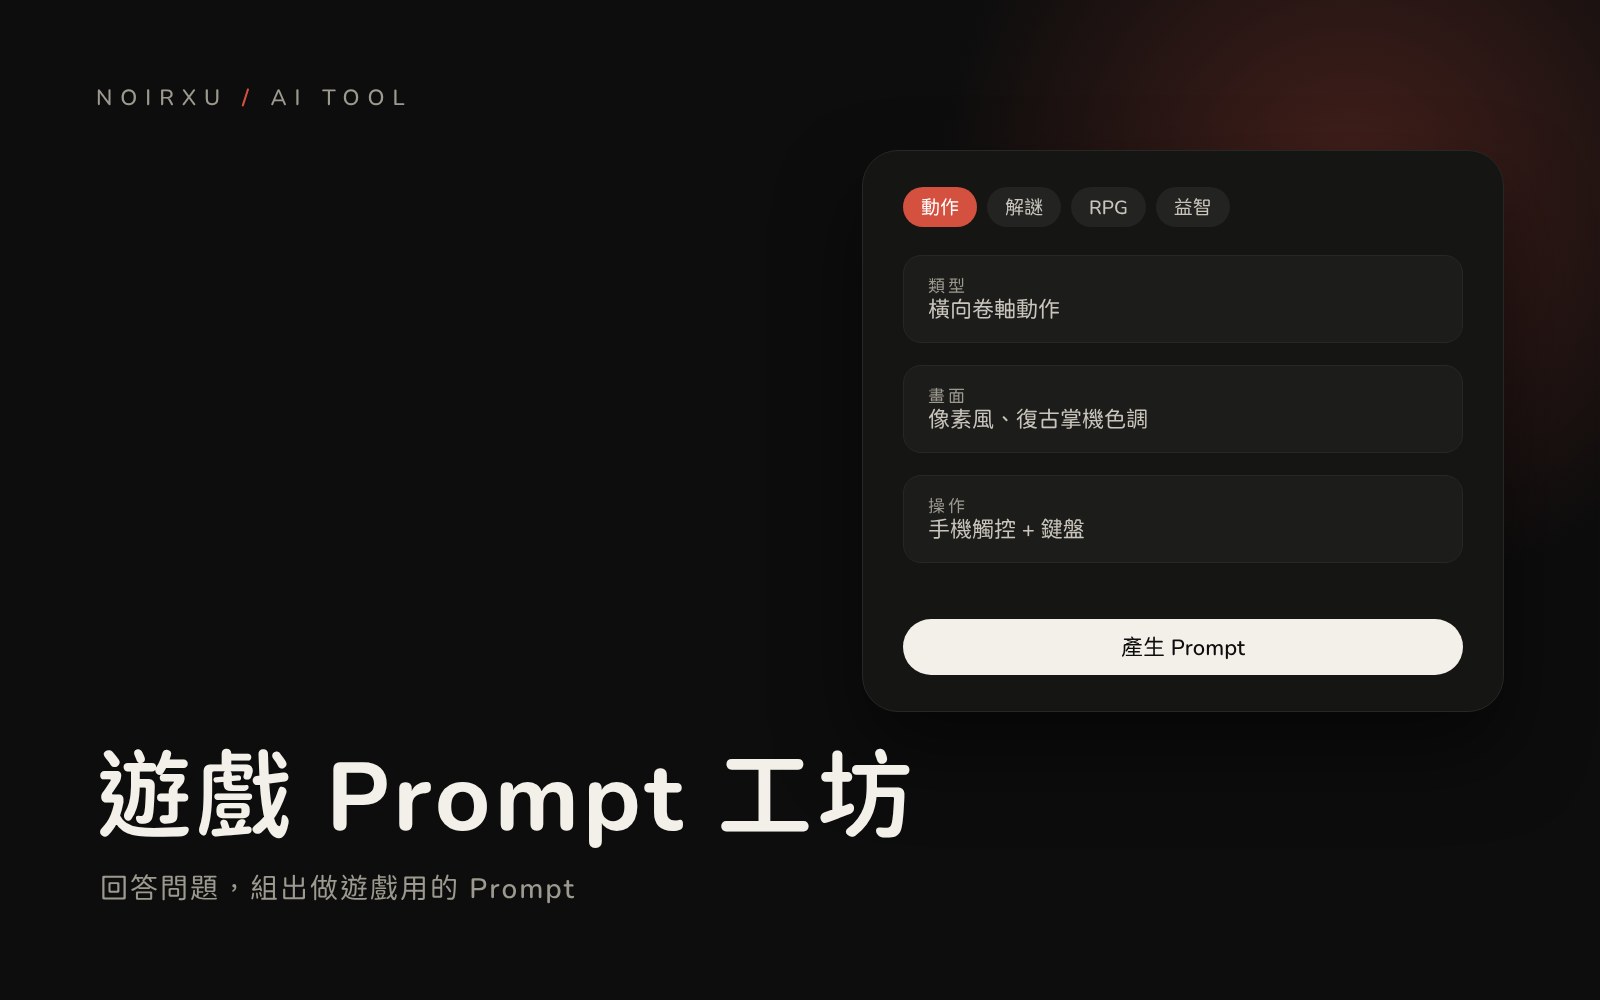 NOIRXU / AI TOOL
動作 解謎 RPG 益智
類型
橫向卷軸動作
畫面
像素風、復古掌機色調
操作
手機觸控 + 鍵盤
產生 Prompt
遊戲 Prompt 工坊
回答問題，組出做遊戲用的 Prompt